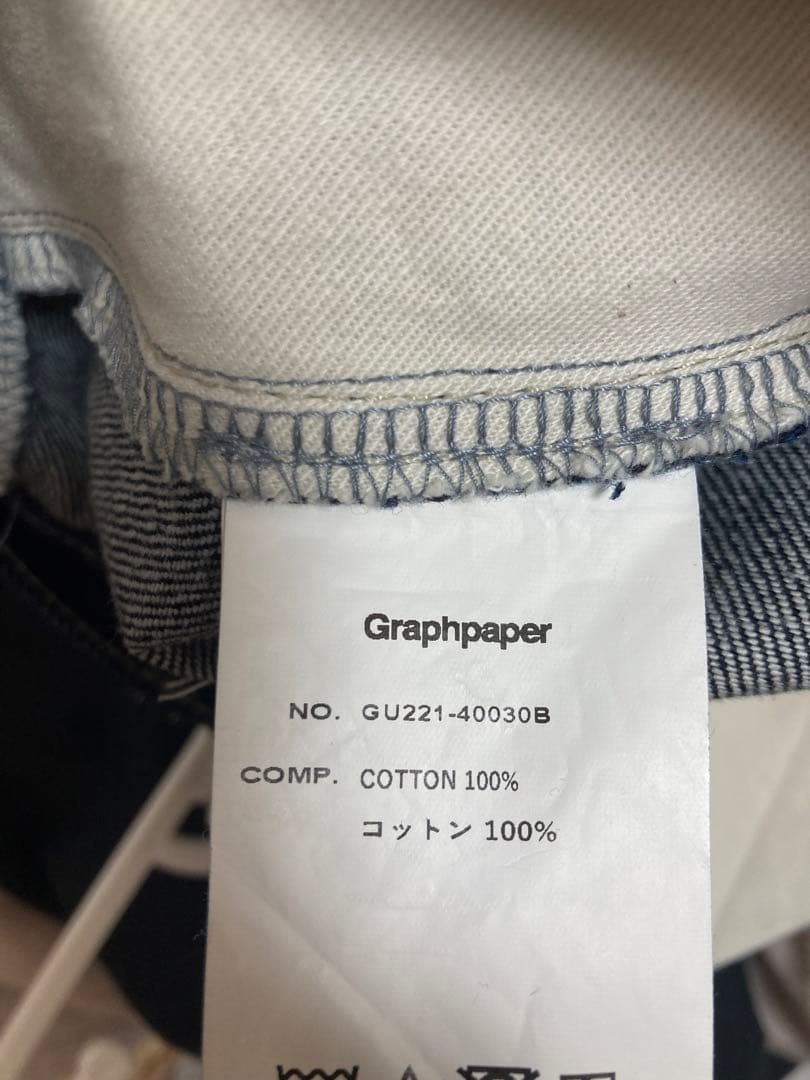 Graphpaper
NO. GU221-40030B
COMP. COTTON 100%
コットン 100%